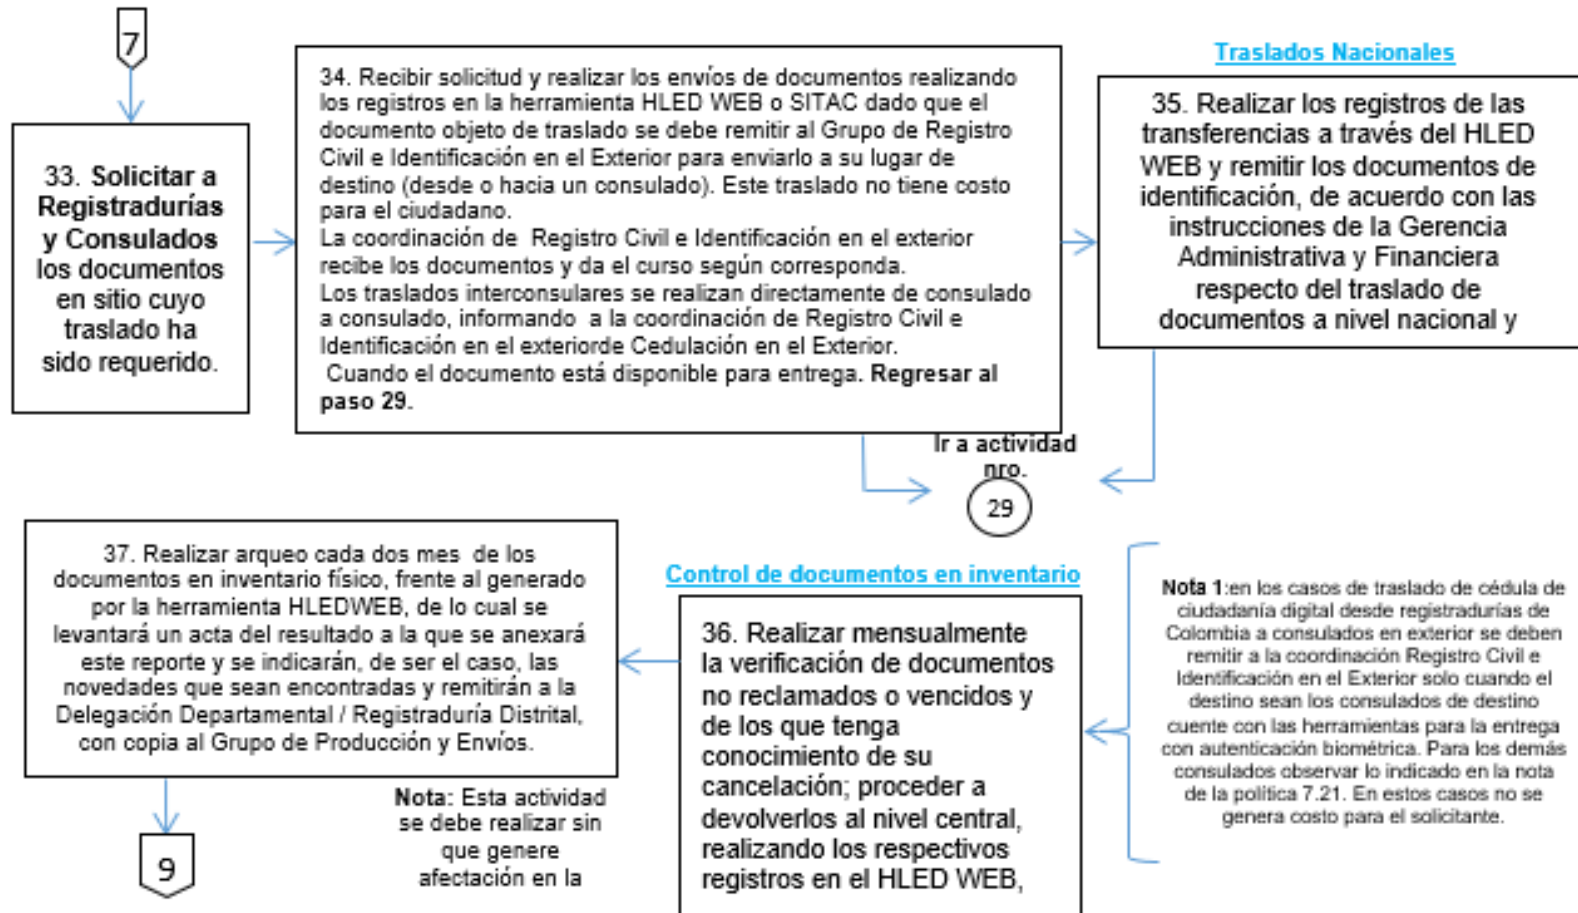 7
33. Solicitar a
Registradurías
y Consulados
los documentos
en sitio cuyo
traslado ha
sido requerido.
34. Recibir solicitud y realizar los envíos de documentos realizando
los registros en la herramienta HLED WEB o SITAC dado que el
documento objeto de traslado se debe remitir al Grupo de Registro
Civil e Identificación en el Exterior para enviarlo a su lugar de
destino (desde o hacia un consulado). Este traslado no tiene costo
para el ciudadano.
La coordinación de Registro Civil e Identificación en el exterior
recibe los documentos y da el curso según corresponda.
Los traslados interconsulares se realizan directamente de consulado
a consulado, informando a la coordinación de Registro Civil e
Identificación en el exteriorde Cedulación en el Exterior.
Cuando el documento está disponible para entrega. Regresar al
paso 29.
Traslados Nacionales
35. Realizar los registros de las
transferencias a través del HLED
WEB y remitir los documentos de
identificación, de acuerdo con las
instrucciones de la Gerencia
Administrativa y Financiera
respecto del traslado de
documentos a nivel nacional y
Ir a actividad
nro.
29
37. Realizar arqueo cada dos mes de los
documentos en inventario físico, frente al generado
por la herramienta HLEDWEB, de lo cual se
levantará un acta del resultado a la que se anexará
este reporte y se indicarán, de ser el caso, las
novedades que sean encontradas y remitirán a la
Delegación Departamental / Registraduría Distrital,
con copia al Grupo de Producción y Envíos.
Nota: Esta actividad
se debe realizar sin
que genere
afectación en la
9
Control de documentos en inventario
36. Realizar mensualmente
la verificación de documentos
no reclamados o vencidos y
de los que tenga
conocimiento de su
cancelación; proceder a
devolverlos al nivel central,
realizando los respectivos
registros en el HLED WEB,
Nota 1:en los casos de traslado de cédula de
ciudadanía digital desde registradurías de
Colombia a consulados en exterior se deben
remitir a la coordinación Registro Civil e
Identificación en el Exterior solo cuando el
destino sean los consulados de destino
cuente con las herramientas para la entrega
con autenticación biométrica. Para los demás
consulados observar lo indicado en la nota
de la política 7.21. En estos casos no se
genera costo para el solicitante.